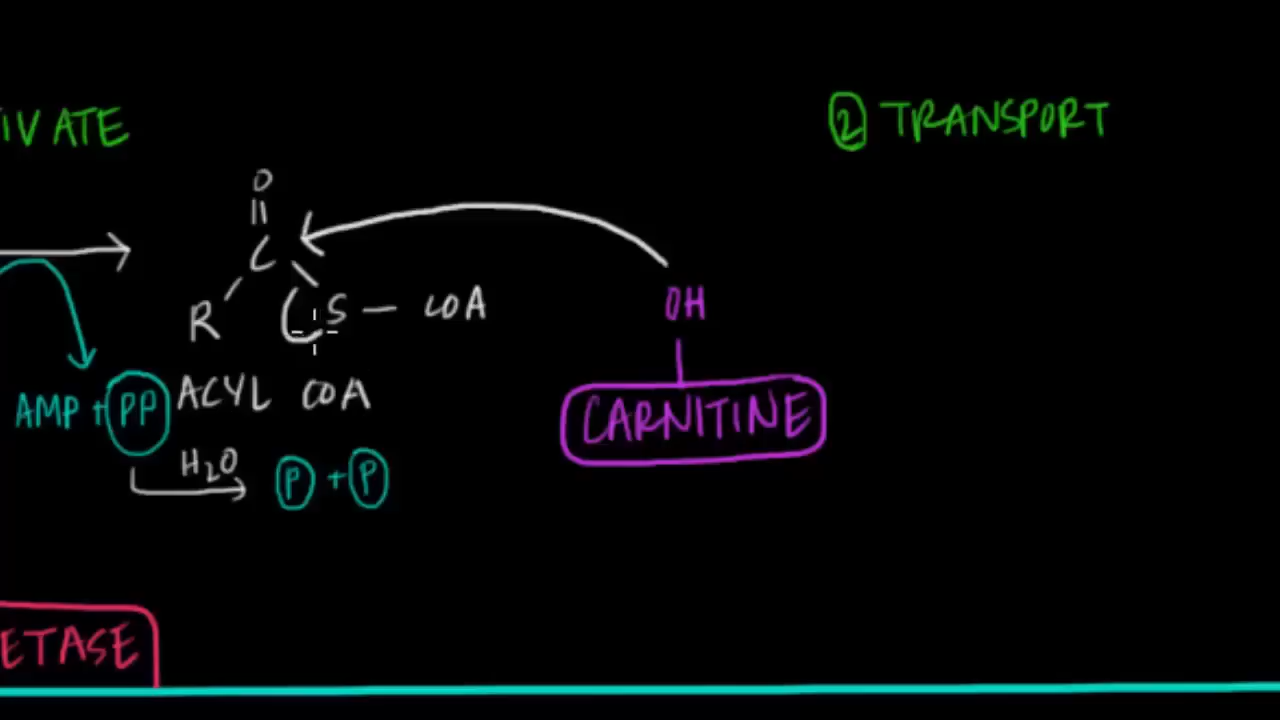 IVATE
② TRANSPORT
O
||
C
R
S — COA
OH
ACYL COA
CARNITINE
AMP + PP
H2O
P + P
ETASE